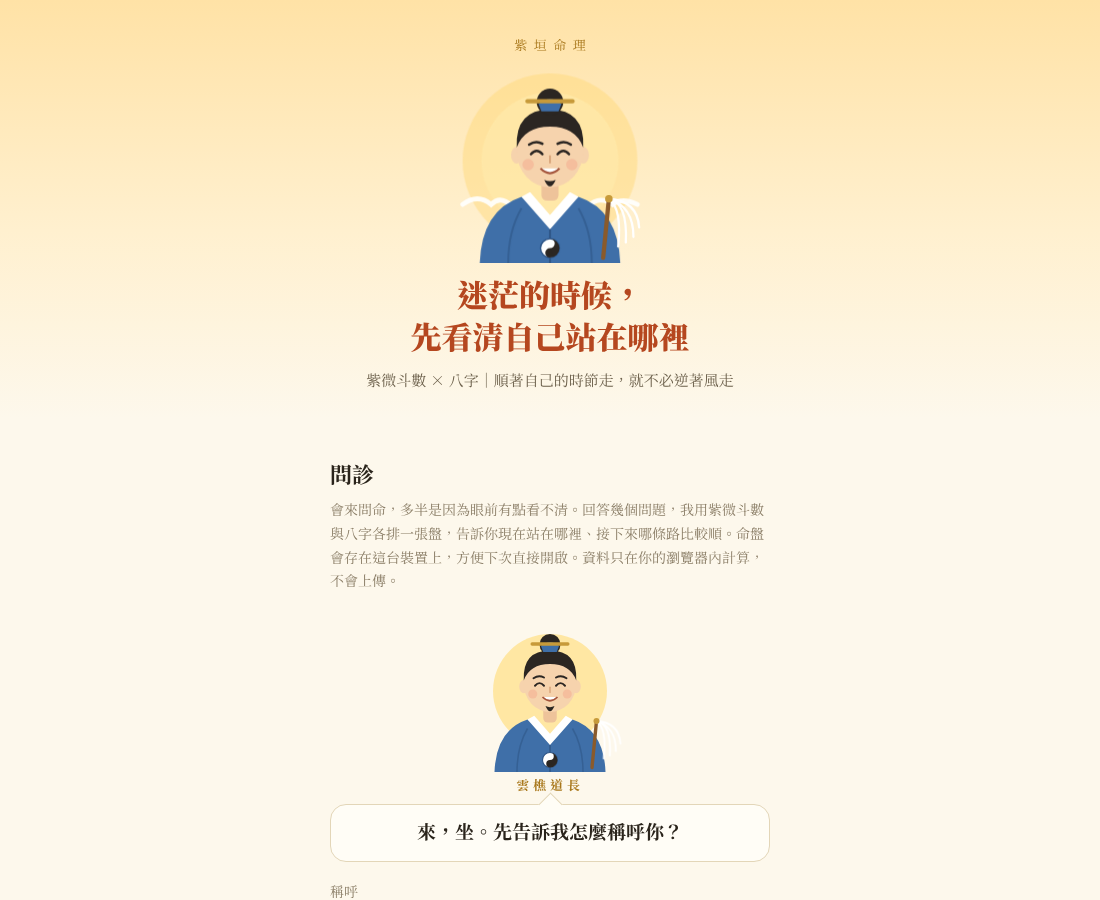 紫垣命理
迷茫的時候，
先看清自己站在哪裡
紫微斗數 × 八字｜順著自己的時節走，就不必逆著風走
問診
會來問命，多半是因為眼前有點看不清。回答幾個問題，我用紫微斗數
與八字各排一張盤，告訴你現在站在哪裡、接下來哪條路比較順。命盤
會存在這台裝置上，方便下次直接開啟。資料只在你的瀏覽器內計算，
不會上傳。
雲樵道長
來，坐。先告訴我怎麼稱呼你？
稱呼